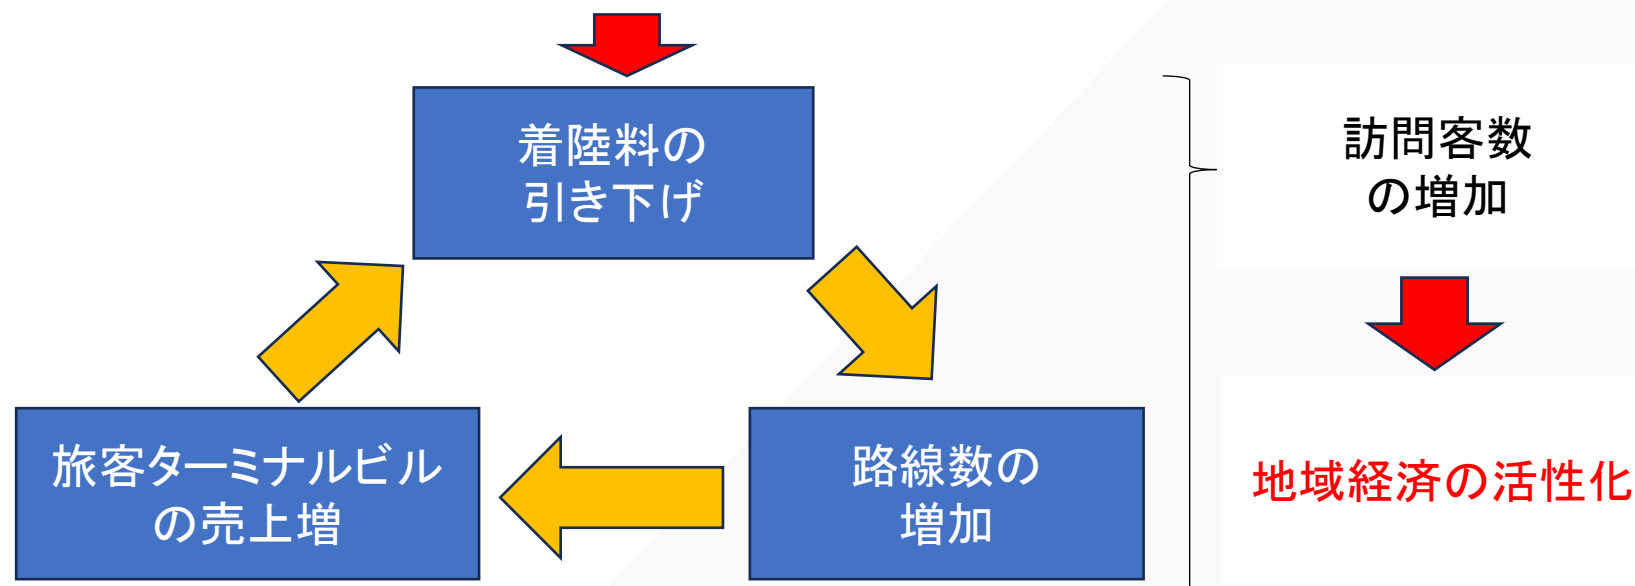 着陸料の
引き下げ
訪問客数
の増加
旅客ターミナルビル
の売上増
路線数の
増加
地域経済の活性化